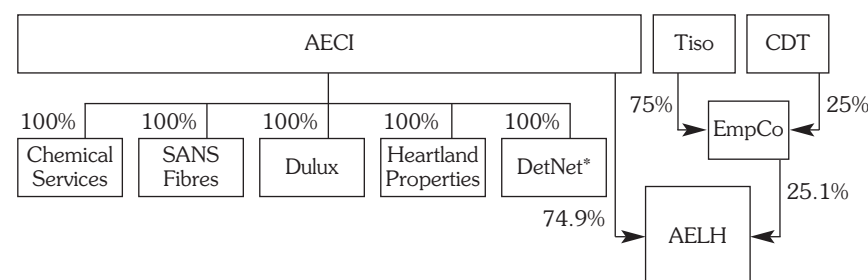 AECI
Tiso
CDT
75%
25%
100%
100%
100%
100%
100%
EmpCo
Chemical
Services
SANS
Fibres
Dulux
Heartland
Properties
DetNet*
25.1%
74.9%
AELH